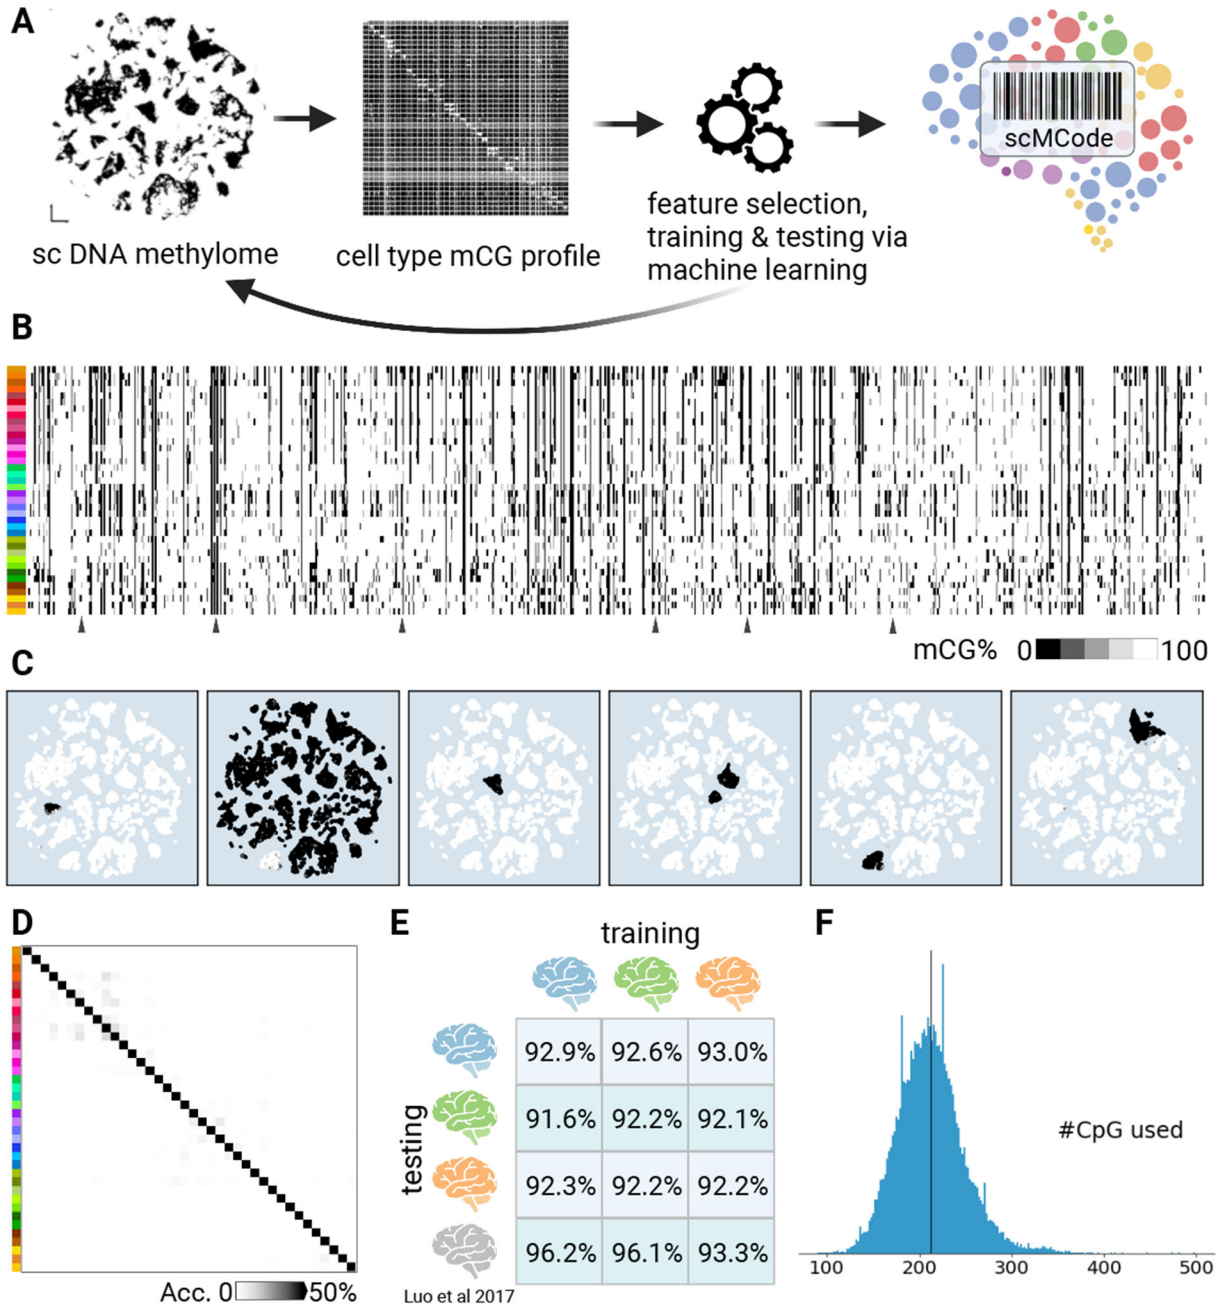 A
sc DNA methylome
cell type mCG profile
feature selection,
training & testing via
machine learning
scMCode
B
mCG% 0 100
C
D
Acc. 0 50%
E
training
testing
92.9% 92.6% 93.0%
91.6% 92.2% 92.1%
92.3% 92.2% 92.2%
96.2% 96.1% 93.3%
Luo et al 2017
F
#CpG used
100 200 300 400 500